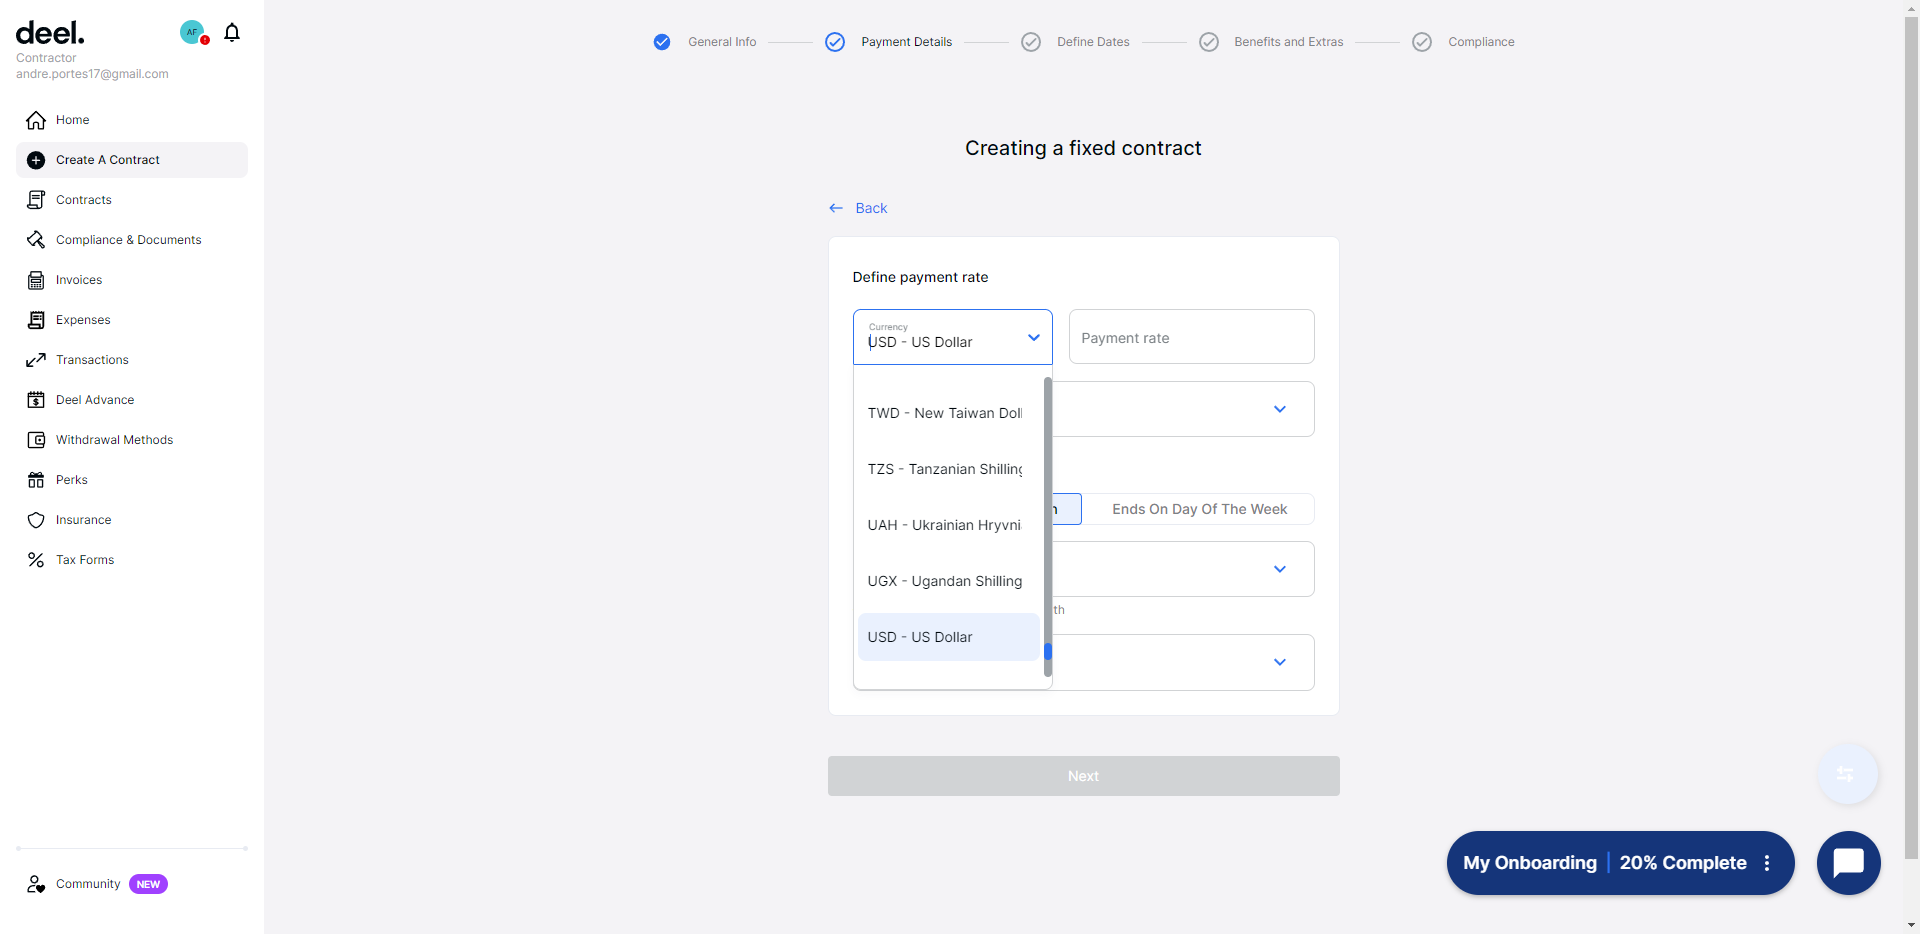 deel.
AF
Contractor
andre.portes17@gmail.com
Home
Create A Contract
Contracts
Compliance & Documents
Invoices
Expenses
Transactions
Deel Advance
Withdrawal Methods
Perks
Insurance
Tax Forms
Community NEW
General Info
Payment Details
Define Dates
Benefits and Extras
Compliance
Creating a fixed contract
Back
Define payment rate
Currency
USD - US Dollar
Payment rate
TWD - New Taiwan Doll
TZS - Tanzanian Shilling
UAH - Ukrainian Hryvni
UGX - Ugandan Shilling
USD - US Dollar
Ends On Day Of The Week
th
Next
My Onboarding | 20% Complete